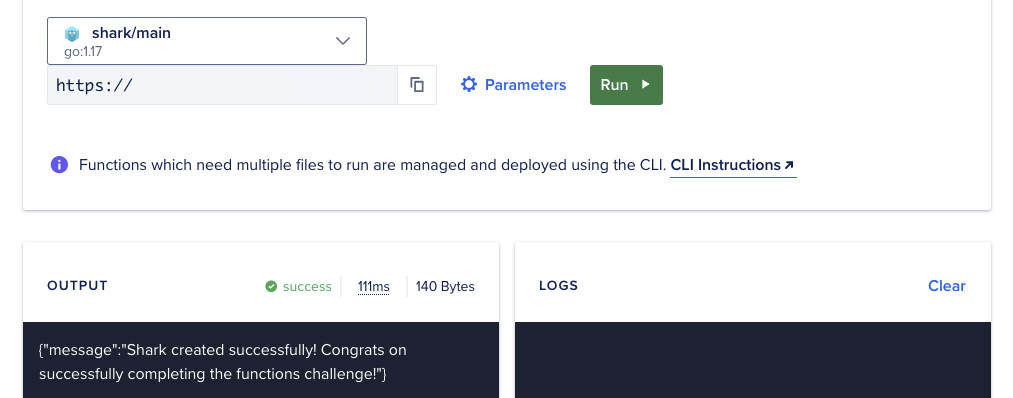 shark/main
go:1.17
https://
Parameters
Run
Functions which need multiple files to run are managed and deployed using the CLI. CLI Instructions
OUTPUT
success
111ms
140 Bytes
{"message":"Shark created successfully! Congrats on
successfully completing the functions challenge!"}
LOGS
Clear